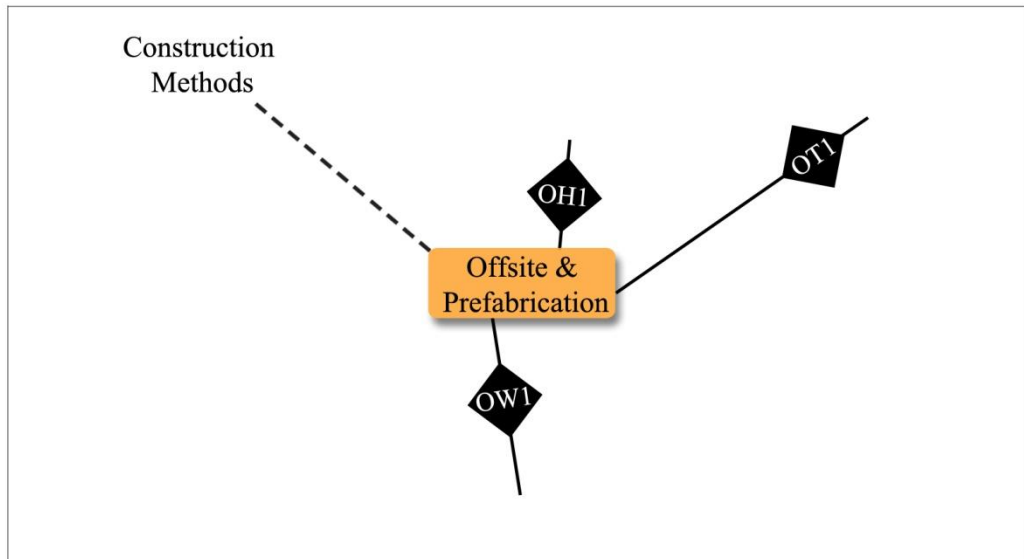 Construction
Methods
OT1
OH1
Offsite &
Prefabrication
OW1